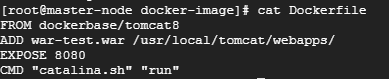 [root@master-node docker-image]# cat Dockerfile
FROM dockerbase/tomcat8
ADD war-test.war /usr/local/tomcat/webapps/
EXPOSE 8080
CMD "catalina.sh" "run"